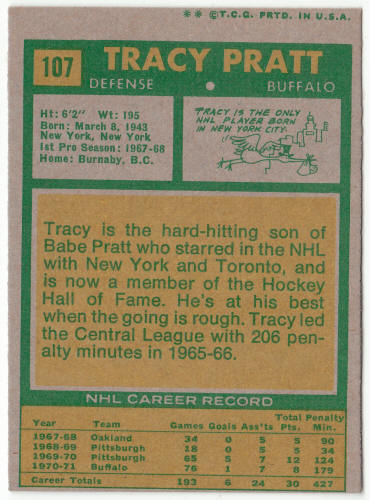 ** ©T.C.G. PRTD. IN U.S.A.
107 TRACY PRATT
DEFENSE BUFFALO
Ht: 6'2" Wt: 195
Born: March 8, 1943
New York, New York
1st Pro Season: 1967-68
Home: Burnaby, B.C.
TRACY IS THE ONLY
NHL PLAYER BORN
IN NEW YORK CITY.
Tracy is the hard-hitting son of
Babe Pratt who starred in the NHL
with New York and Toronto, and
is now a member of the Hockey
Hall of Fame. He's at his best
when the going is rough. Tracy led
the Central League with 206 pen-
alty minutes in 1965-66.
NHL CAREER RECORD
Total Penalty
Year Team Games Goals Ass'ts Pts. Min.
1967-68 Oakland 34 0 5 5 90
1968-69 Pittsburgh 18 0 5 5 34
1969-70 Pittsburgh 65 5 7 12 124
1970-71 Buffalo 76 1 7 8 179
Career Totals 193 6 24 30 427